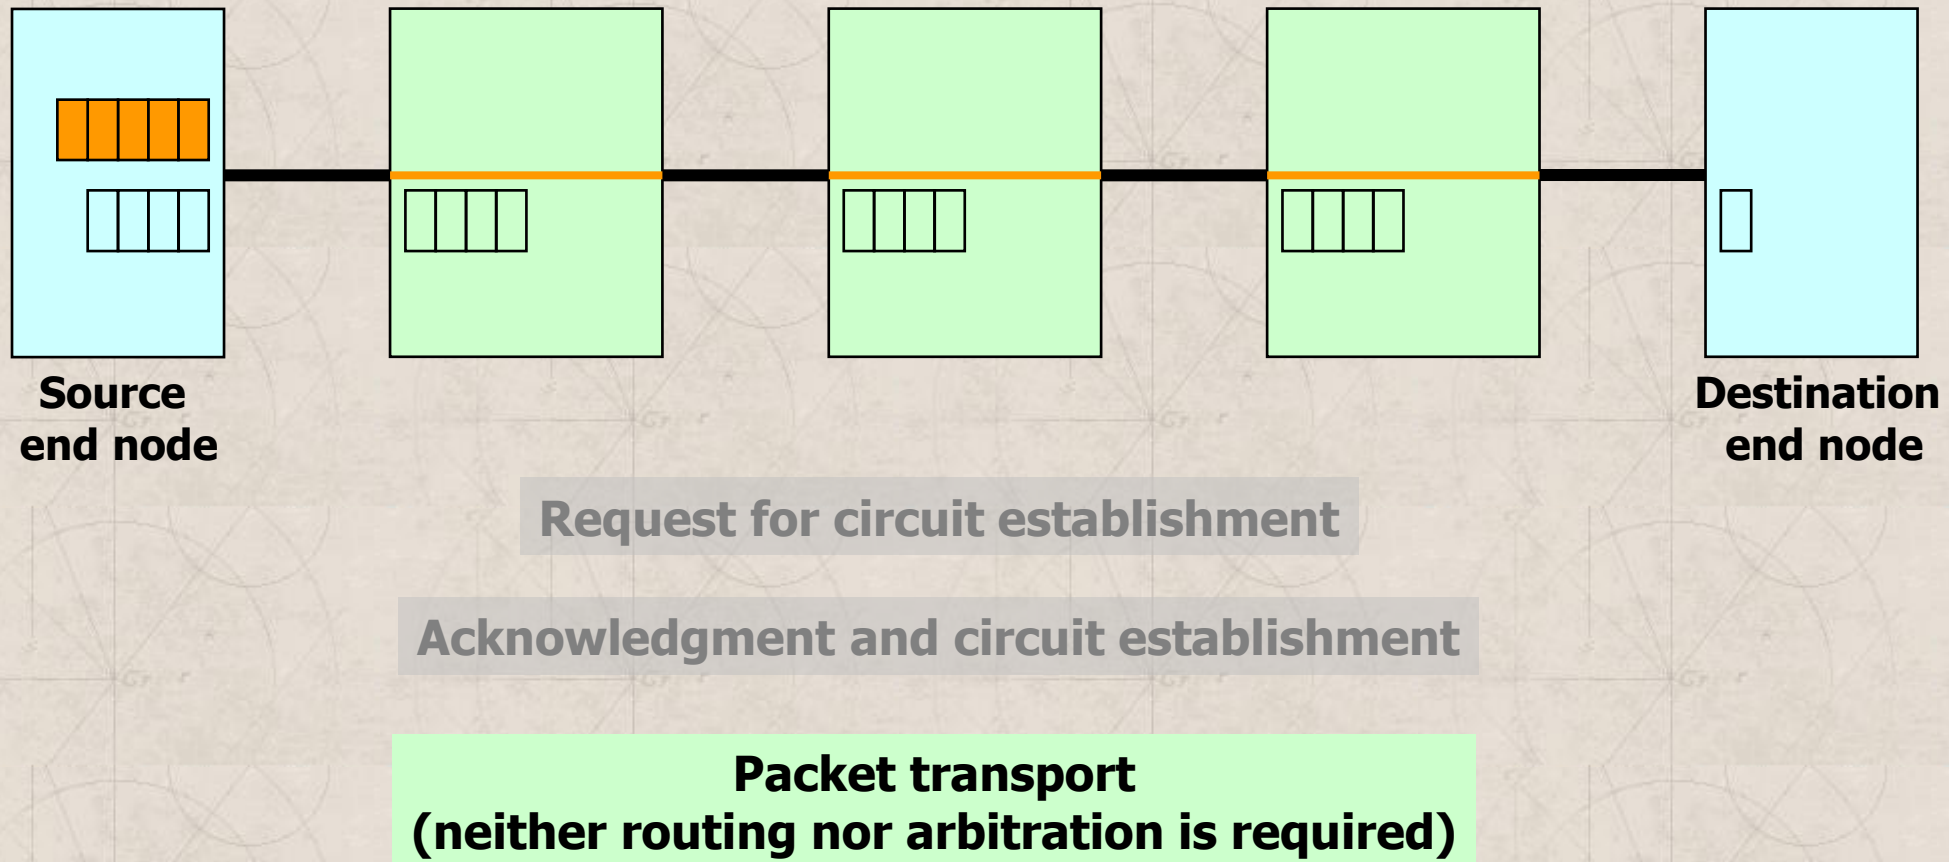 Source
end node
Destination
end node
Request for circuit establishment
Acknowledgment and circuit establishment
Packet transport
(neither routing nor arbitration is required)